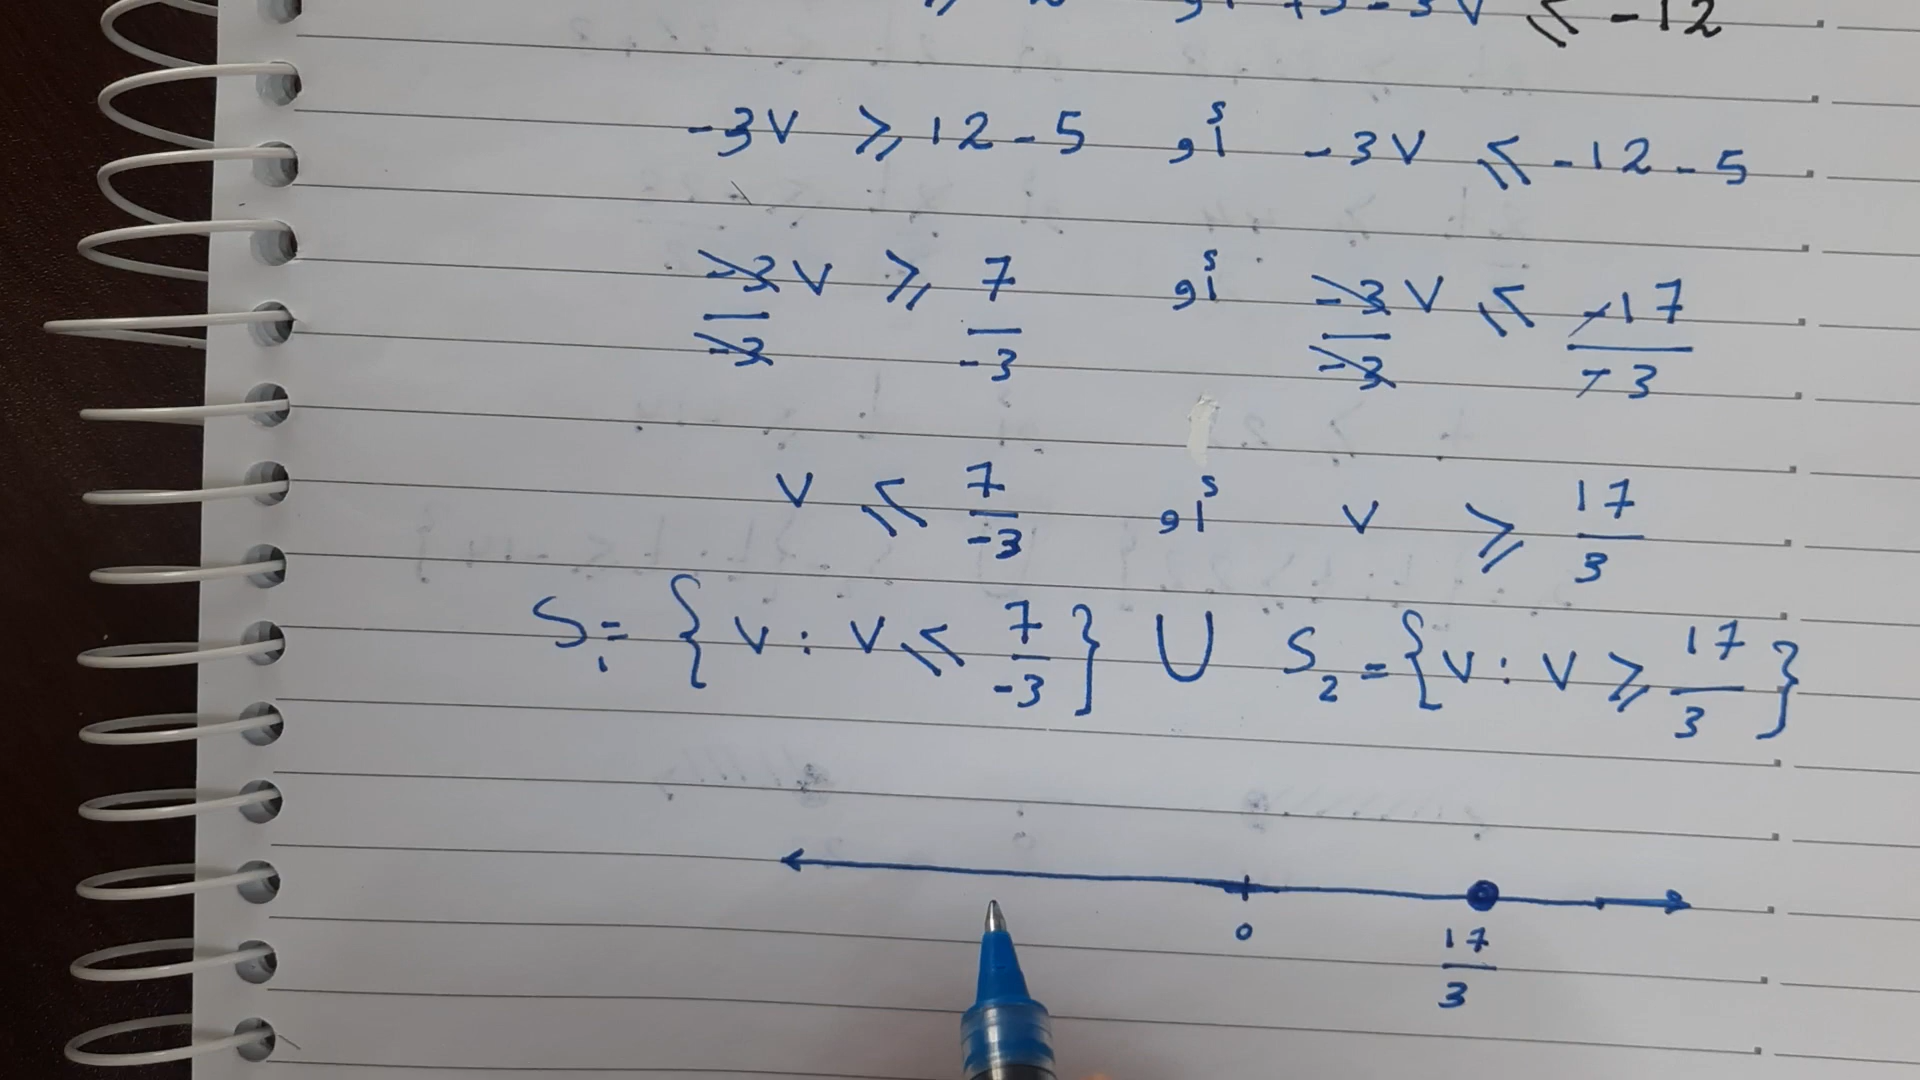 ⩽ -12
-3V ⩾ 12 - 5 أو -3V ⩽ -12 - 5
-3V/-3 ⩾ 7/-3 أو -3V/-3 ⩽ -17/-3
V ⩽ 7/-3 أو V ⩾ 17/3
S₁ = { V : V ⩽ 7/-3 } ∪ S₂ = { V : V ⩾ 17/3 }
0 17/3